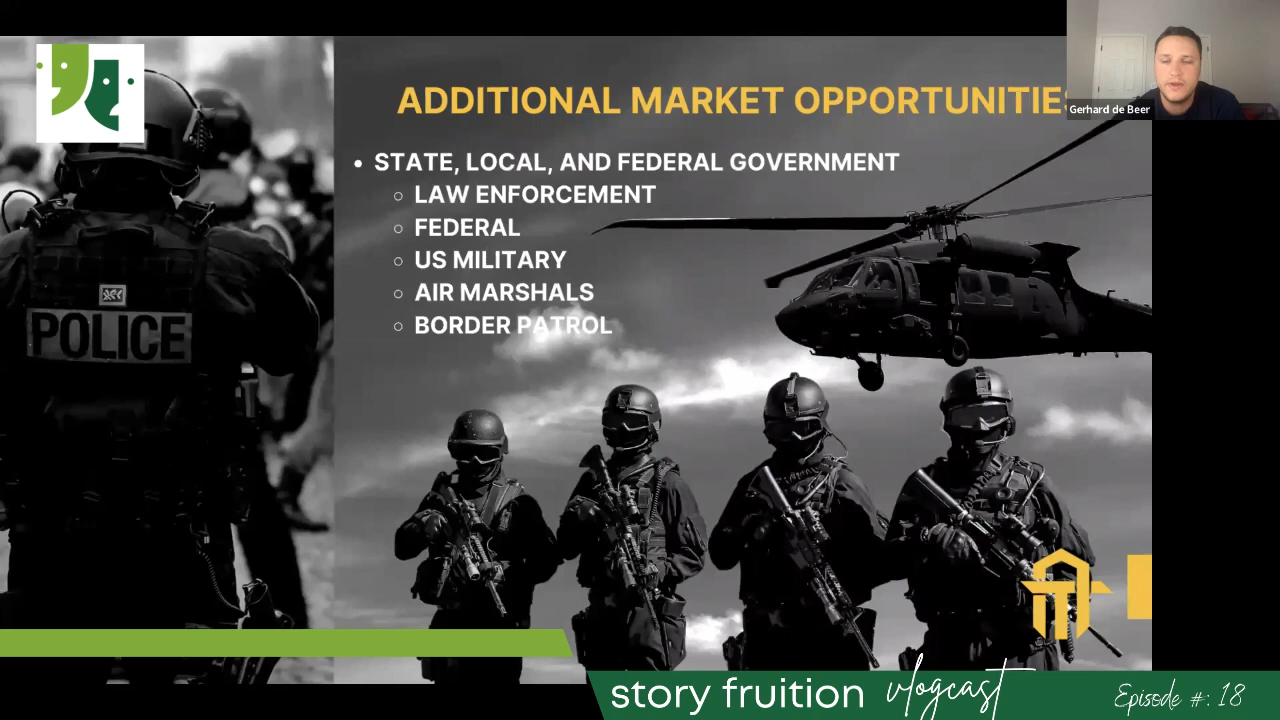 ADDITIONAL MARKET OPPORTUNITIES
Gerhard de Beer
• STATE, LOCAL, AND FEDERAL GOVERNMENT
○ LAW ENFORCEMENT
○ FEDERAL
○ US MILITARY
○ AIR MARSHALS
○ BORDER PATROL
POLICE
story fruition vlogcast
Episode #: 18